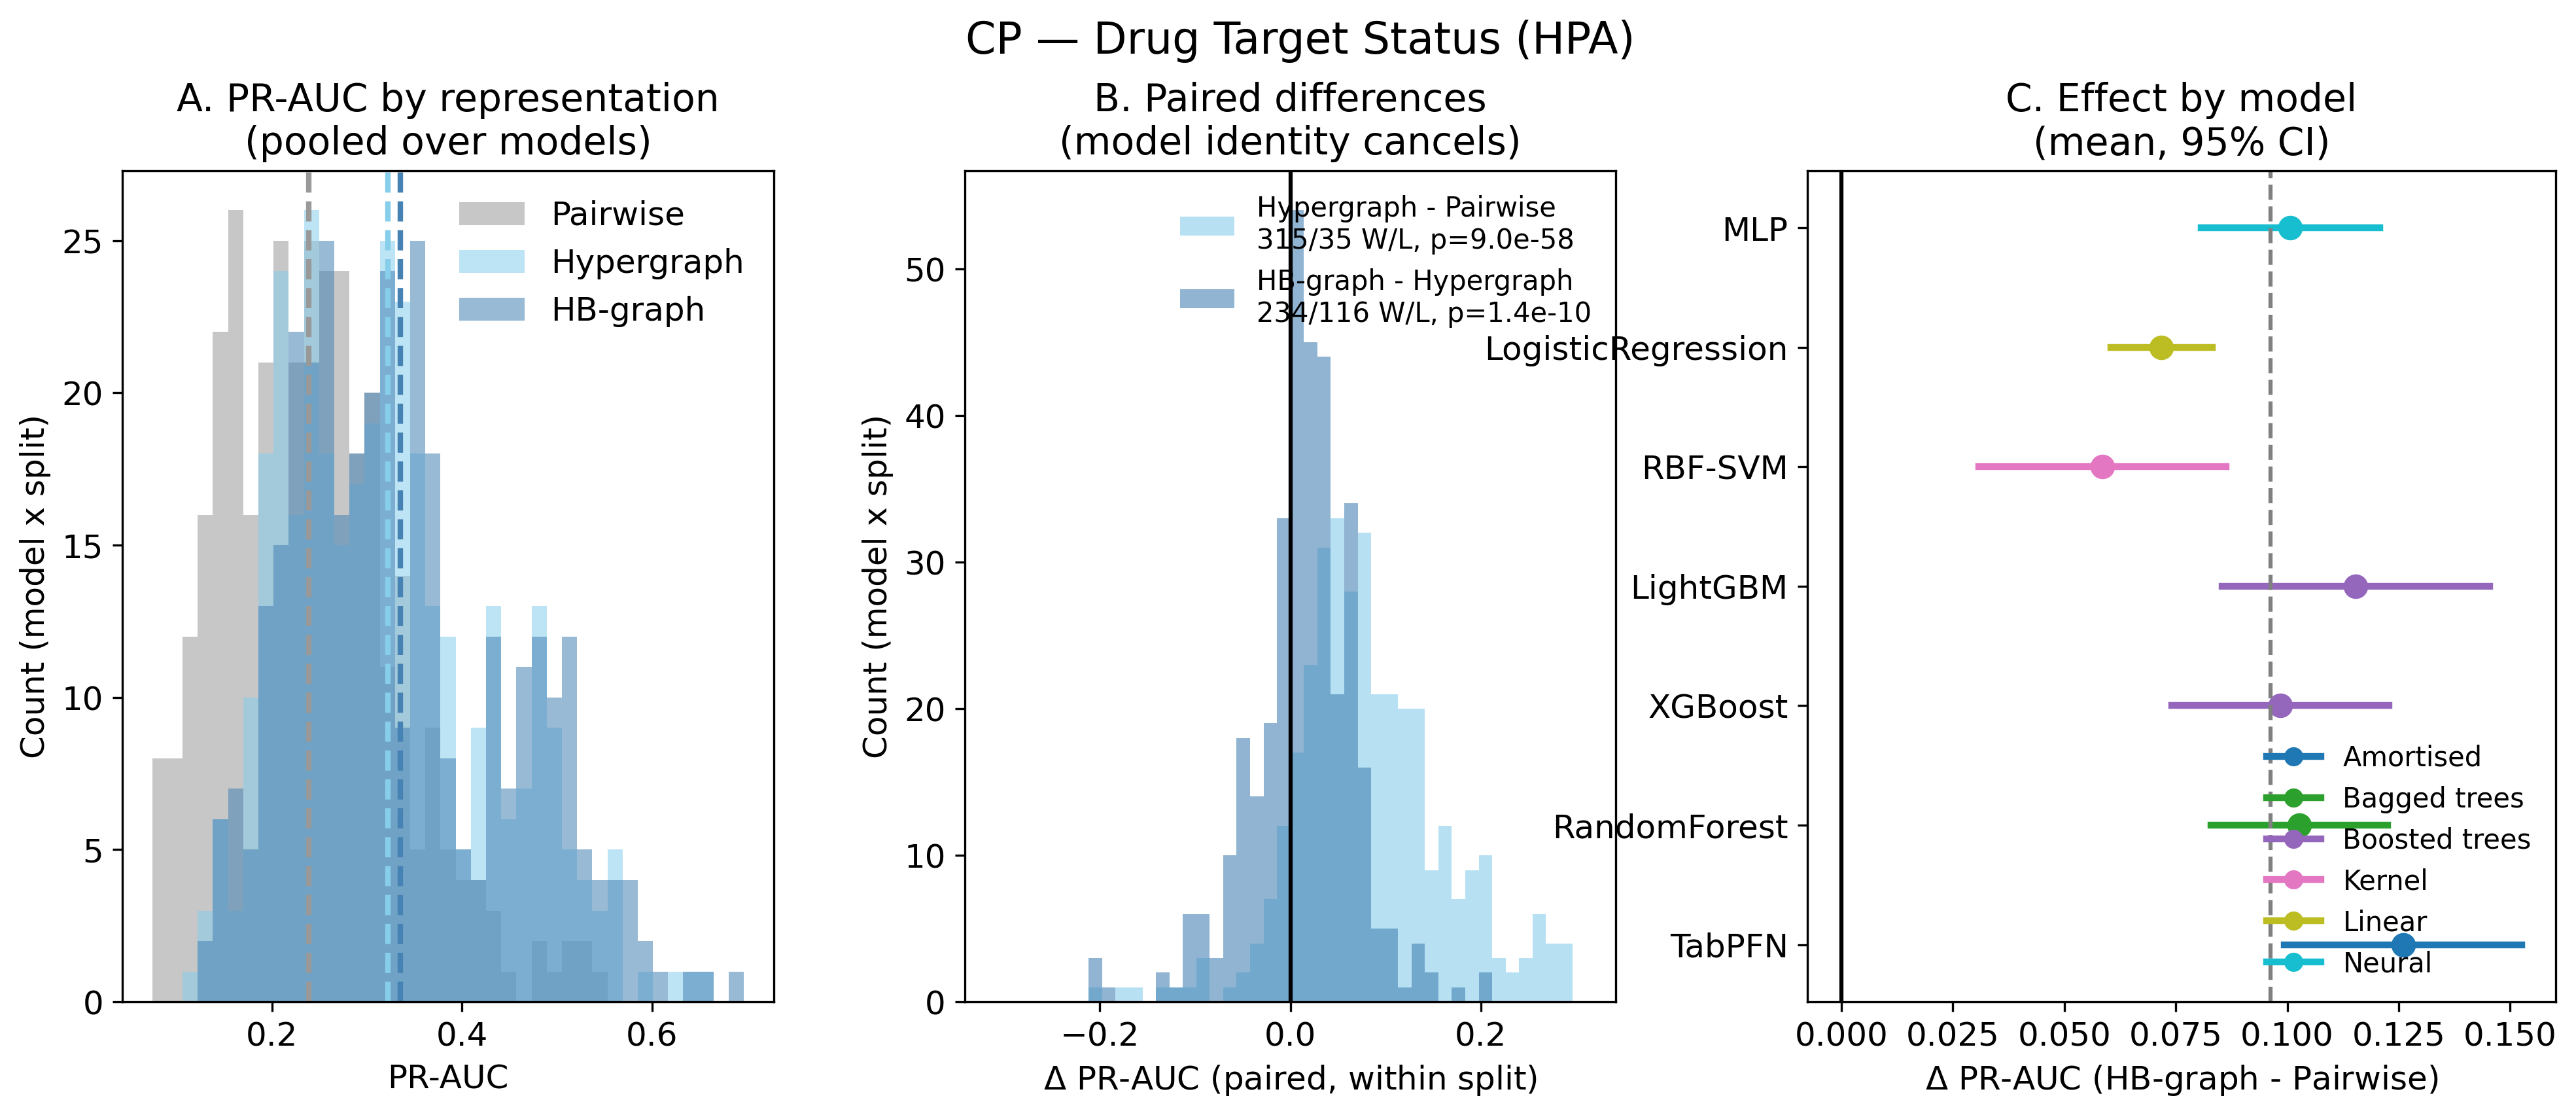 CP — Drug Target Status (HPA)
A. PR-AUC by representation
(pooled over models)
Count (model x split)
25
20
15
10
5
0
0.2
0.4
0.6
PR-AUC
Pairwise
Hypergraph
HB-graph
B. Paired differences
(model identity cancels)
Count (model x split)
50
40
30
20
10
0
−0.2
0.0
0.2
Δ PR-AUC (paired, within split)
Hypergraph - Pairwise
315/35 W/L, p=9.0e-58
HB-graph - Hypergraph
234/116 W/L, p=1.4e-10
C. Effect by model
(mean, 95% CI)
MLP
LogisticRegression
RBF-SVM
LightGBM
XGBoost
RandomForest
TabPFN
Amortised
Bagged trees
Boosted trees
Kernel
Linear
Neural
0.000
0.025
0.050
0.075
0.100
0.125
0.150
Δ PR-AUC (HB-graph - Pairwise)